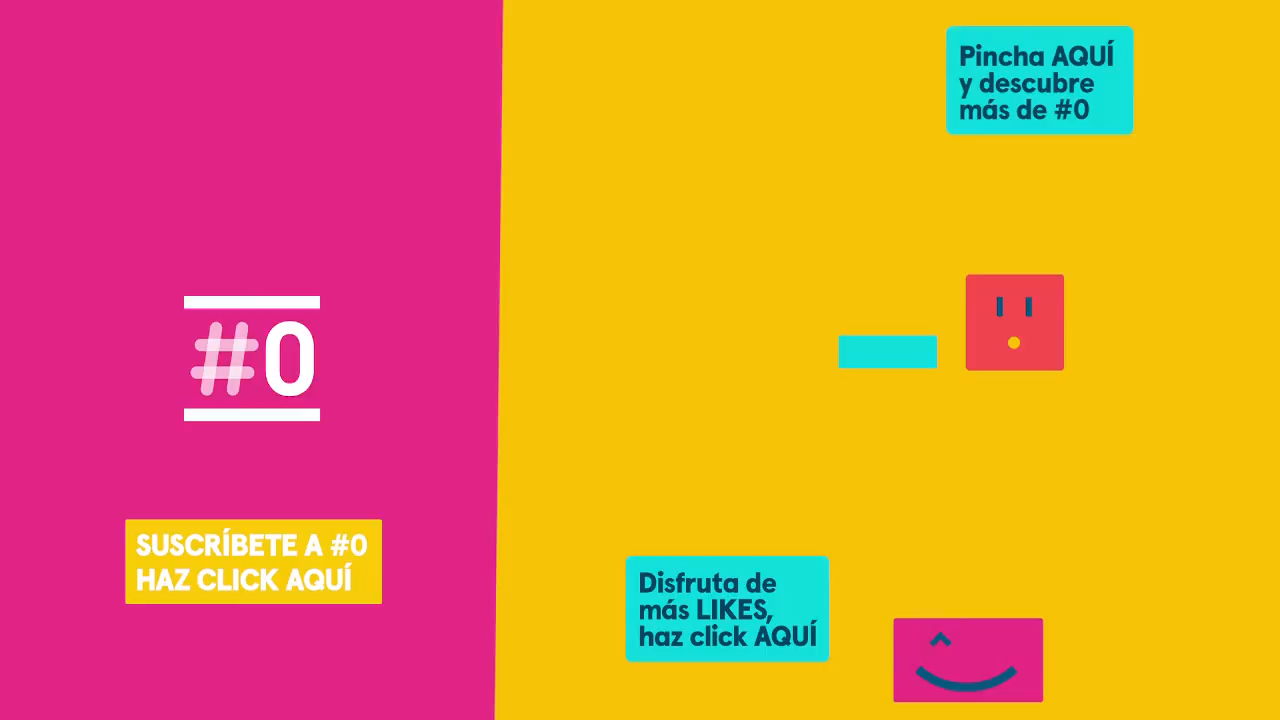 #0
SUSCRÍBETE A #0
HAZ CLICK AQUÍ
Pincha AQUÍ
y descubre
más de #0
Disfruta de
más LIKES,
haz click AQUÍ